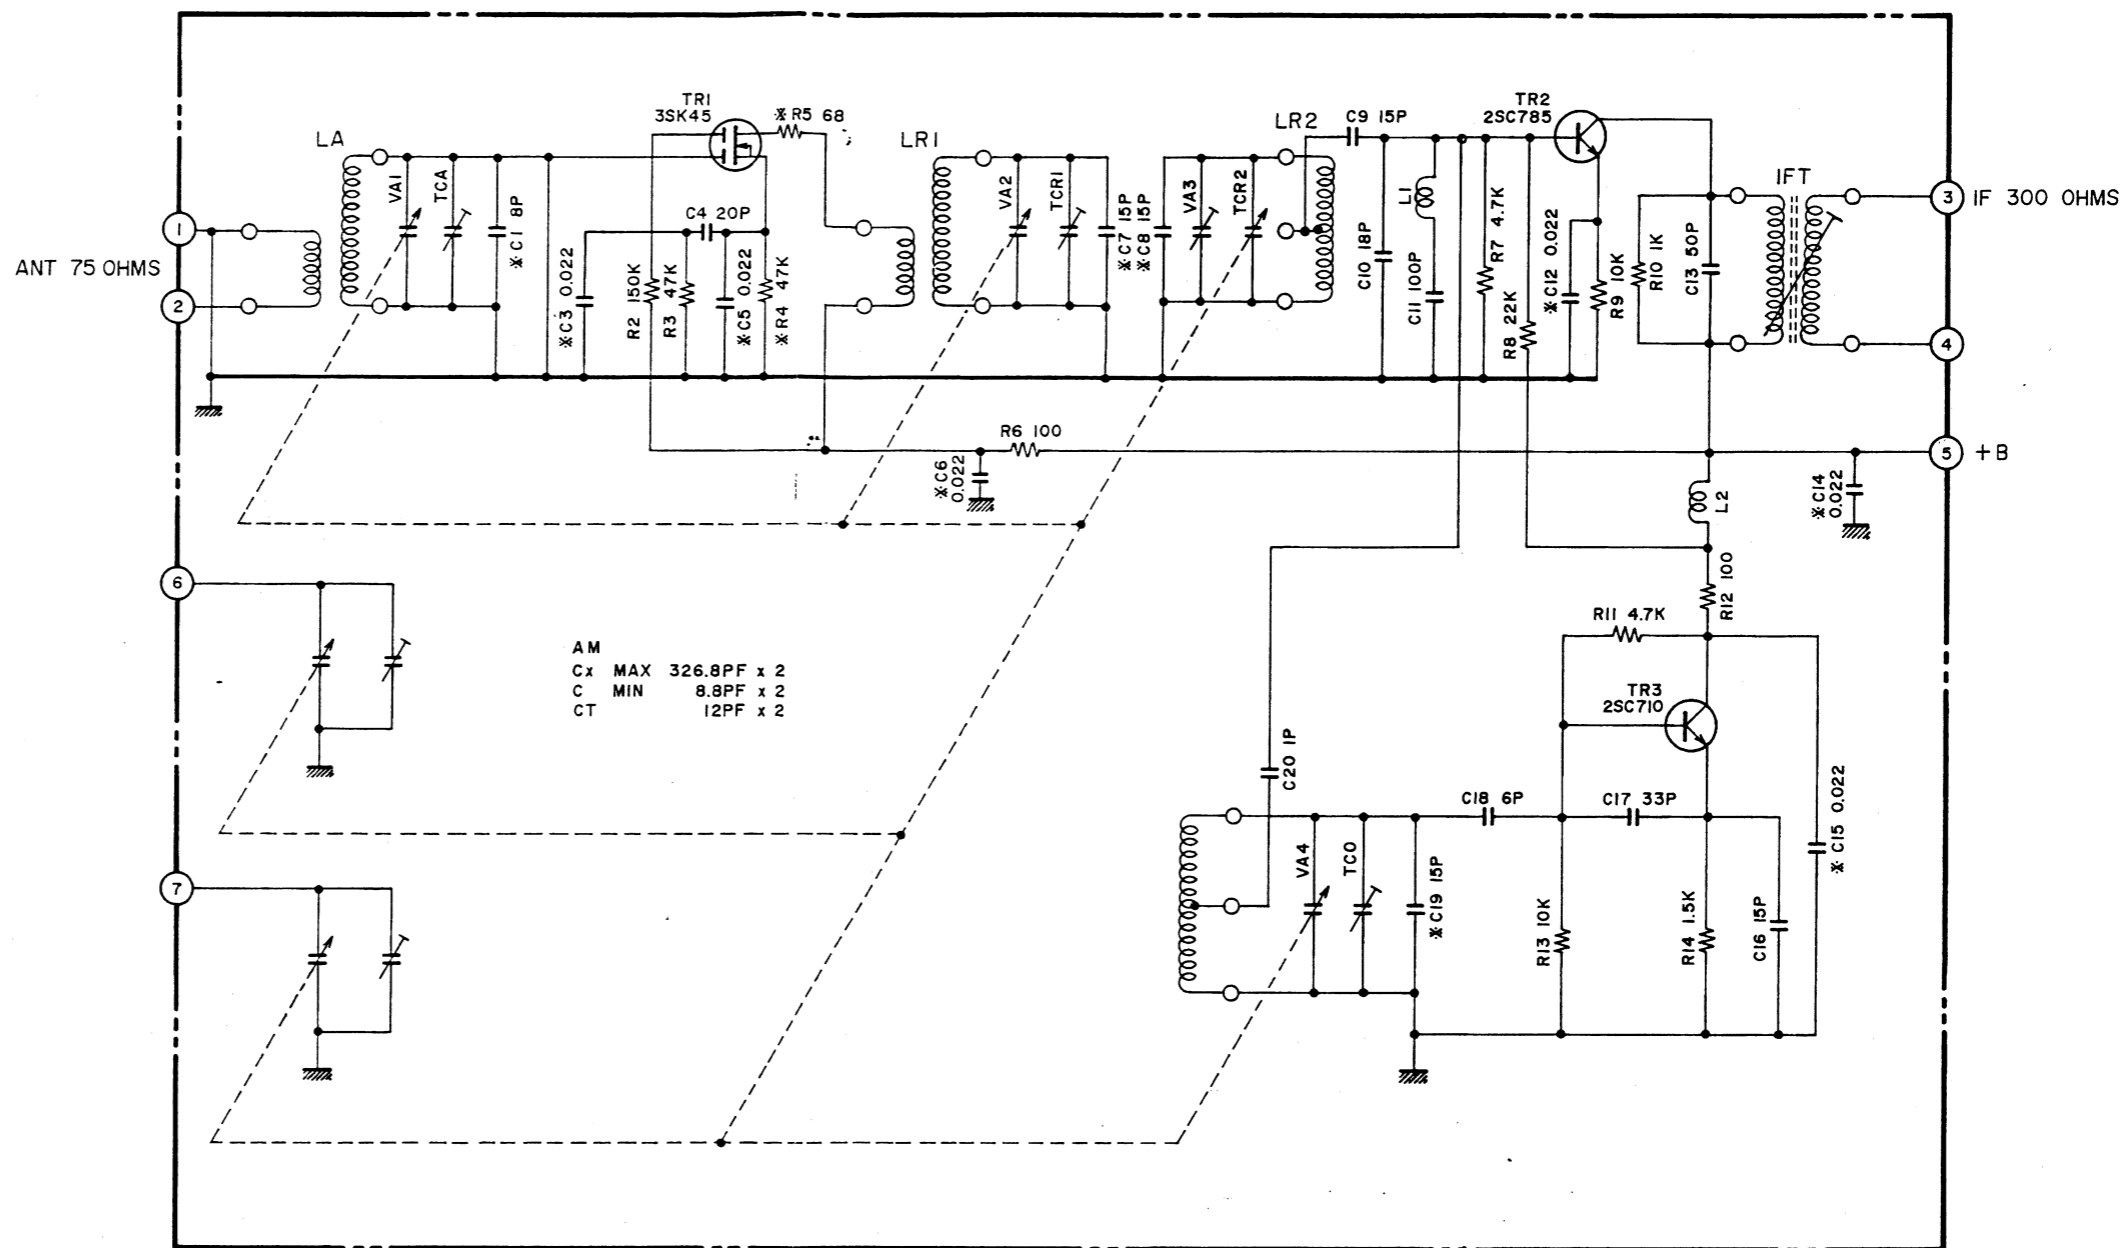 TR1
3SK45
※R5 68
LA
VA1
TCA
※C1 8P
C4 20P
※C3 0.022
R2 150K
R3 47K
※C5 0.022
※R4 47K
LR1
VA2
TCR1
※C7 15P
※C8 15P
VA3
TCR2
LR2
C9 15P
C10 18P
L1
C11 100P
R7 4.7K
R8 22K
TR2
2SC785
※C12 0.022
R9 10K
R10 1K
C13 50P
IFT
1
2
ANT 75 OHMS
3
IF 300 OHMS
4
R6 100
※C6
0.022
5
+B
※C14
0.022
L2
R12 100
6
AM
Cx MAX 326.8PF x 2
C MIN 8.8PF x 2
CT 12PF x 2
R11 4.7K
TR3
2SC710
C20 1P
C18 6P
C17 33P
※C15 0.022
7
VA4
TCO
※C19 15P
R13 10K
R14 1.5K
C16 15P